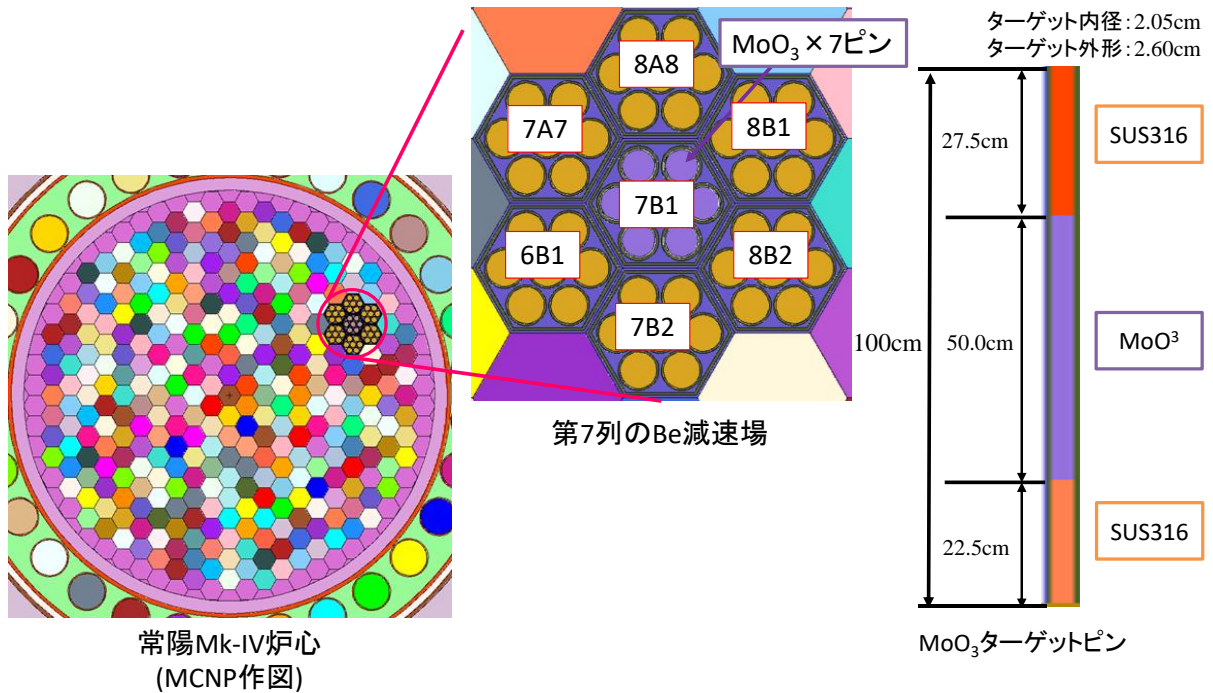 ターゲット内径：2.05cm
ターゲット外形：2.60cm
MoO₃×7ピン
8A8
7A7
8B1
7B1
6B1
8B2
7B2
27.5cm
SUS316
100cm
50.0cm
MoO³
22.5cm
SUS316
第7列のBe減速場
常陽Mk-IV炉心
(MCNP作図)
MoO₃ターゲットピン